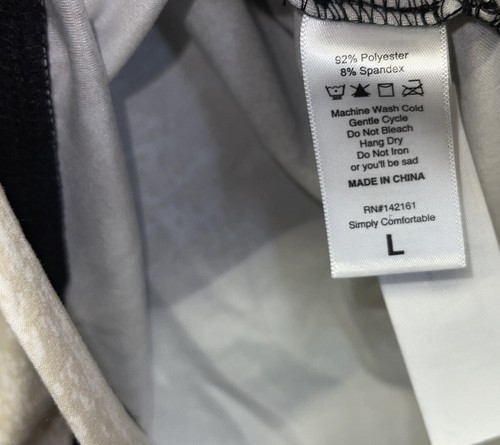 92% Polyester
8% Spandex
Machine Wash Cold
Gentle Cycle
Do Not Bleach
Hang Dry
Do Not Iron
or you'll be sad
MADE IN CHINA
RN#142161
Simply Comfortable
L